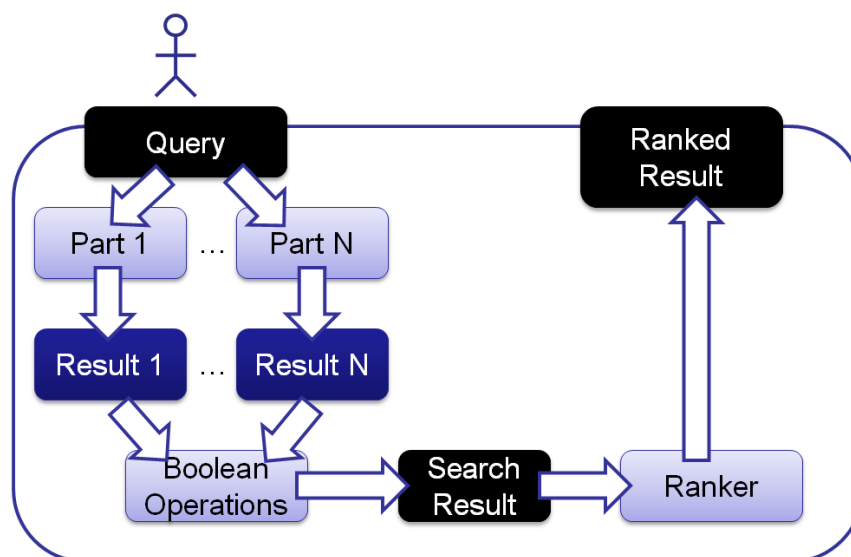 Query
Ranked
Result
Part 1
…
Part N
Result 1
…
Result N
Boolean
Operations
Search
Result
Ranker